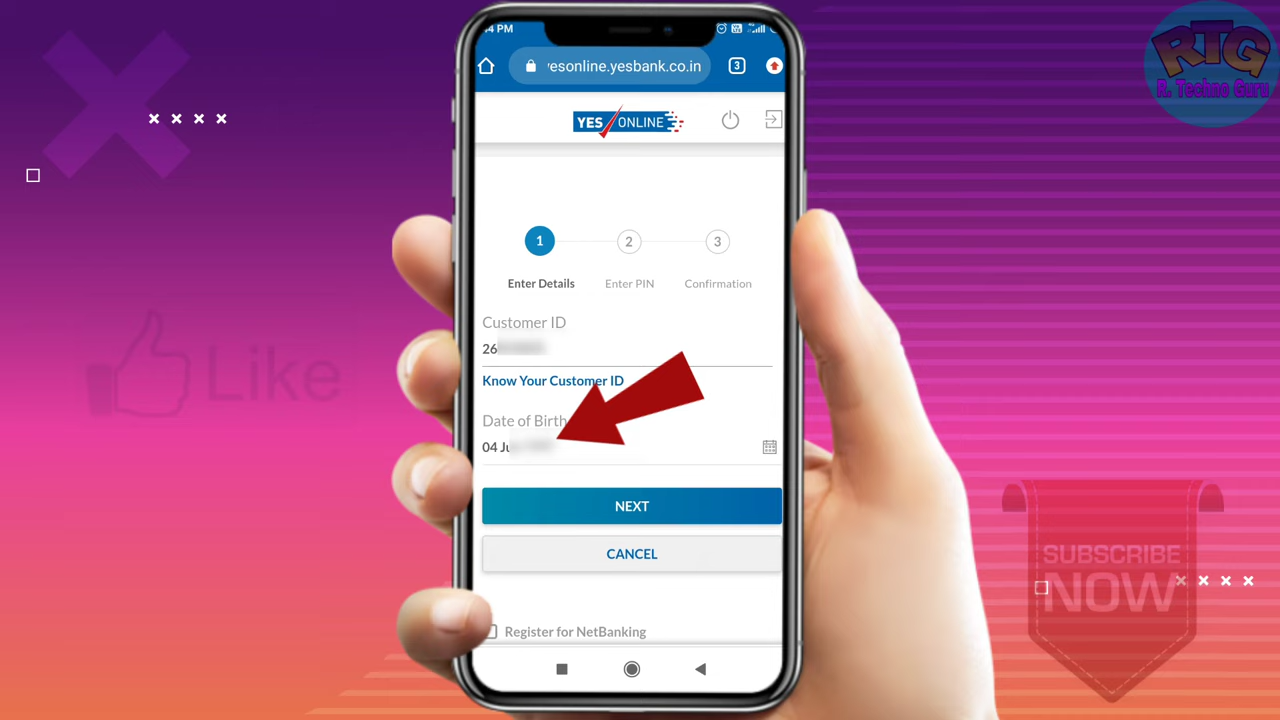 4 PM
RTG
R. Techno Guru
esonline.yesbank.co.in
3
YES ONLINE
1
2
3
Enter Details
Enter PIN
Confirmation
Customer ID
26
Know Your Customer ID
Date of Birth
04 Ju
NEXT
CANCEL
Register for NetBanking
Like
SUBSCRIBE
NOW